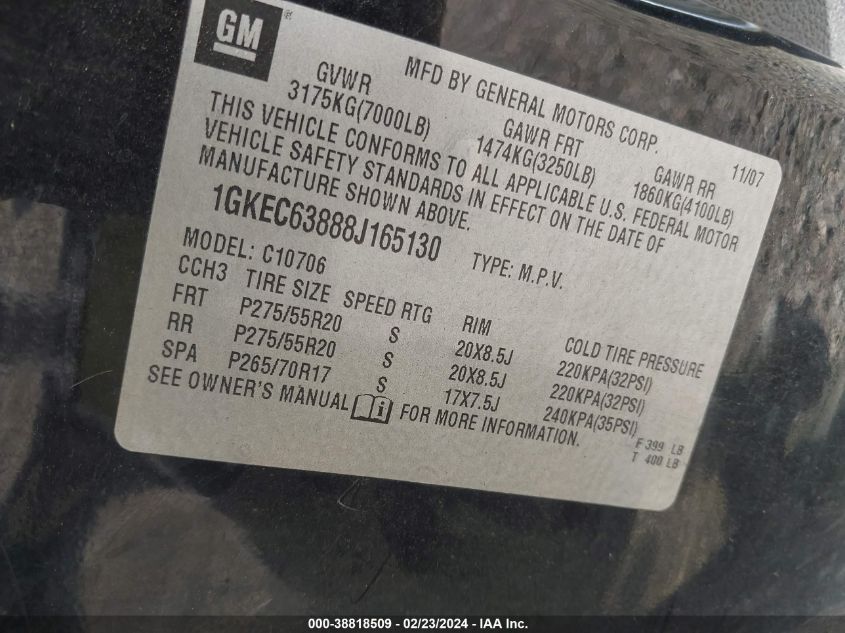 GM ®
MFD BY GENERAL MOTORS CORP. 11/07
GVWR GAWR FRT GAWR RR
3175KG(7000LB) 1474KG(3250LB) 1860KG(4100LB)
THIS VEHICLE CONFORMS TO ALL APPLICABLE U.S. FEDERAL MOTOR
VEHICLE SAFETY STANDARDS IN EFFECT ON THE DATE OF
MANUFACTURE SHOWN ABOVE.
1GKEC63888J165130 TYPE: M.P.V.
MODEL: C10706
CCH3 TIRE SIZE SPEED RTG RIM COLD TIRE PRESSURE
FRT P275/55R20 S 20X8.5J 220KPA(32PSI)
RR P275/55R20 S 20X8.5J 220KPA(32PSI)
SPA P265/70R17 S 17X7.5J 240KPA(35PSI)
SEE OWNER'S MANUAL i FOR MORE INFORMATION.
F 399 LB
T 400 LB
000-38818509 - 02/23/2024 - IAA Inc.